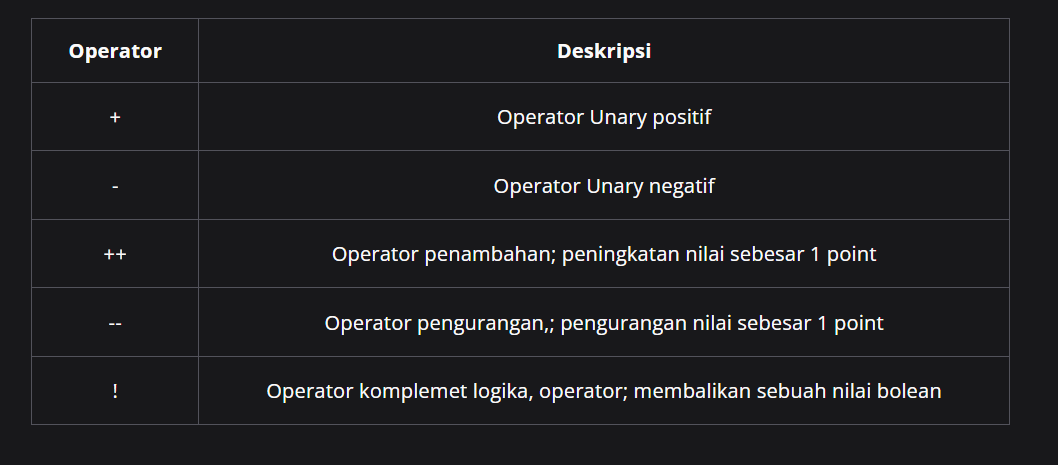 Operator Deskripsi
+ Operator Unary positif
- Operator Unary negatif
++ Operator penambahan; peningkatan nilai sebesar 1 point
-- Operator pengurangan,; pengurangan nilai sebesar 1 point
! Operator komplemet logika, operator; membalikan sebuah nilai bolean